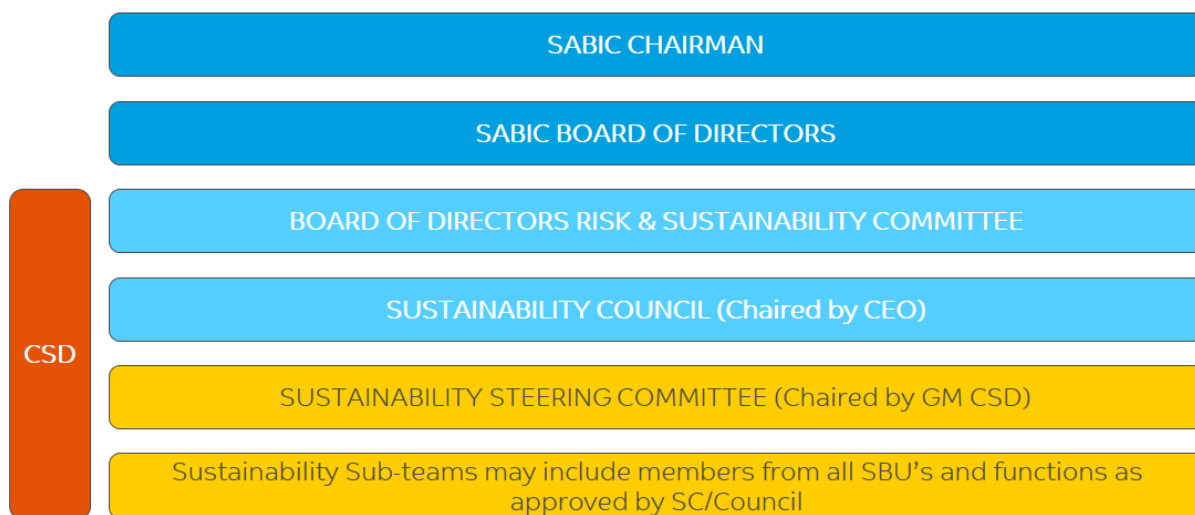 SABIC CHAIRMAN
SABIC BOARD OF DIRECTORS
BOARD OF DIRECTORS RISK & SUSTAINABILITY COMMITTEE
SUSTAINABILITY COUNCIL (Chaired by CEO)
CSD
SUSTAINABILITY STEERING COMMITTEE (Chaired by GM CSD)
Sustainability Sub-teams may include members from all SBU's and functions as
approved by SC/Council